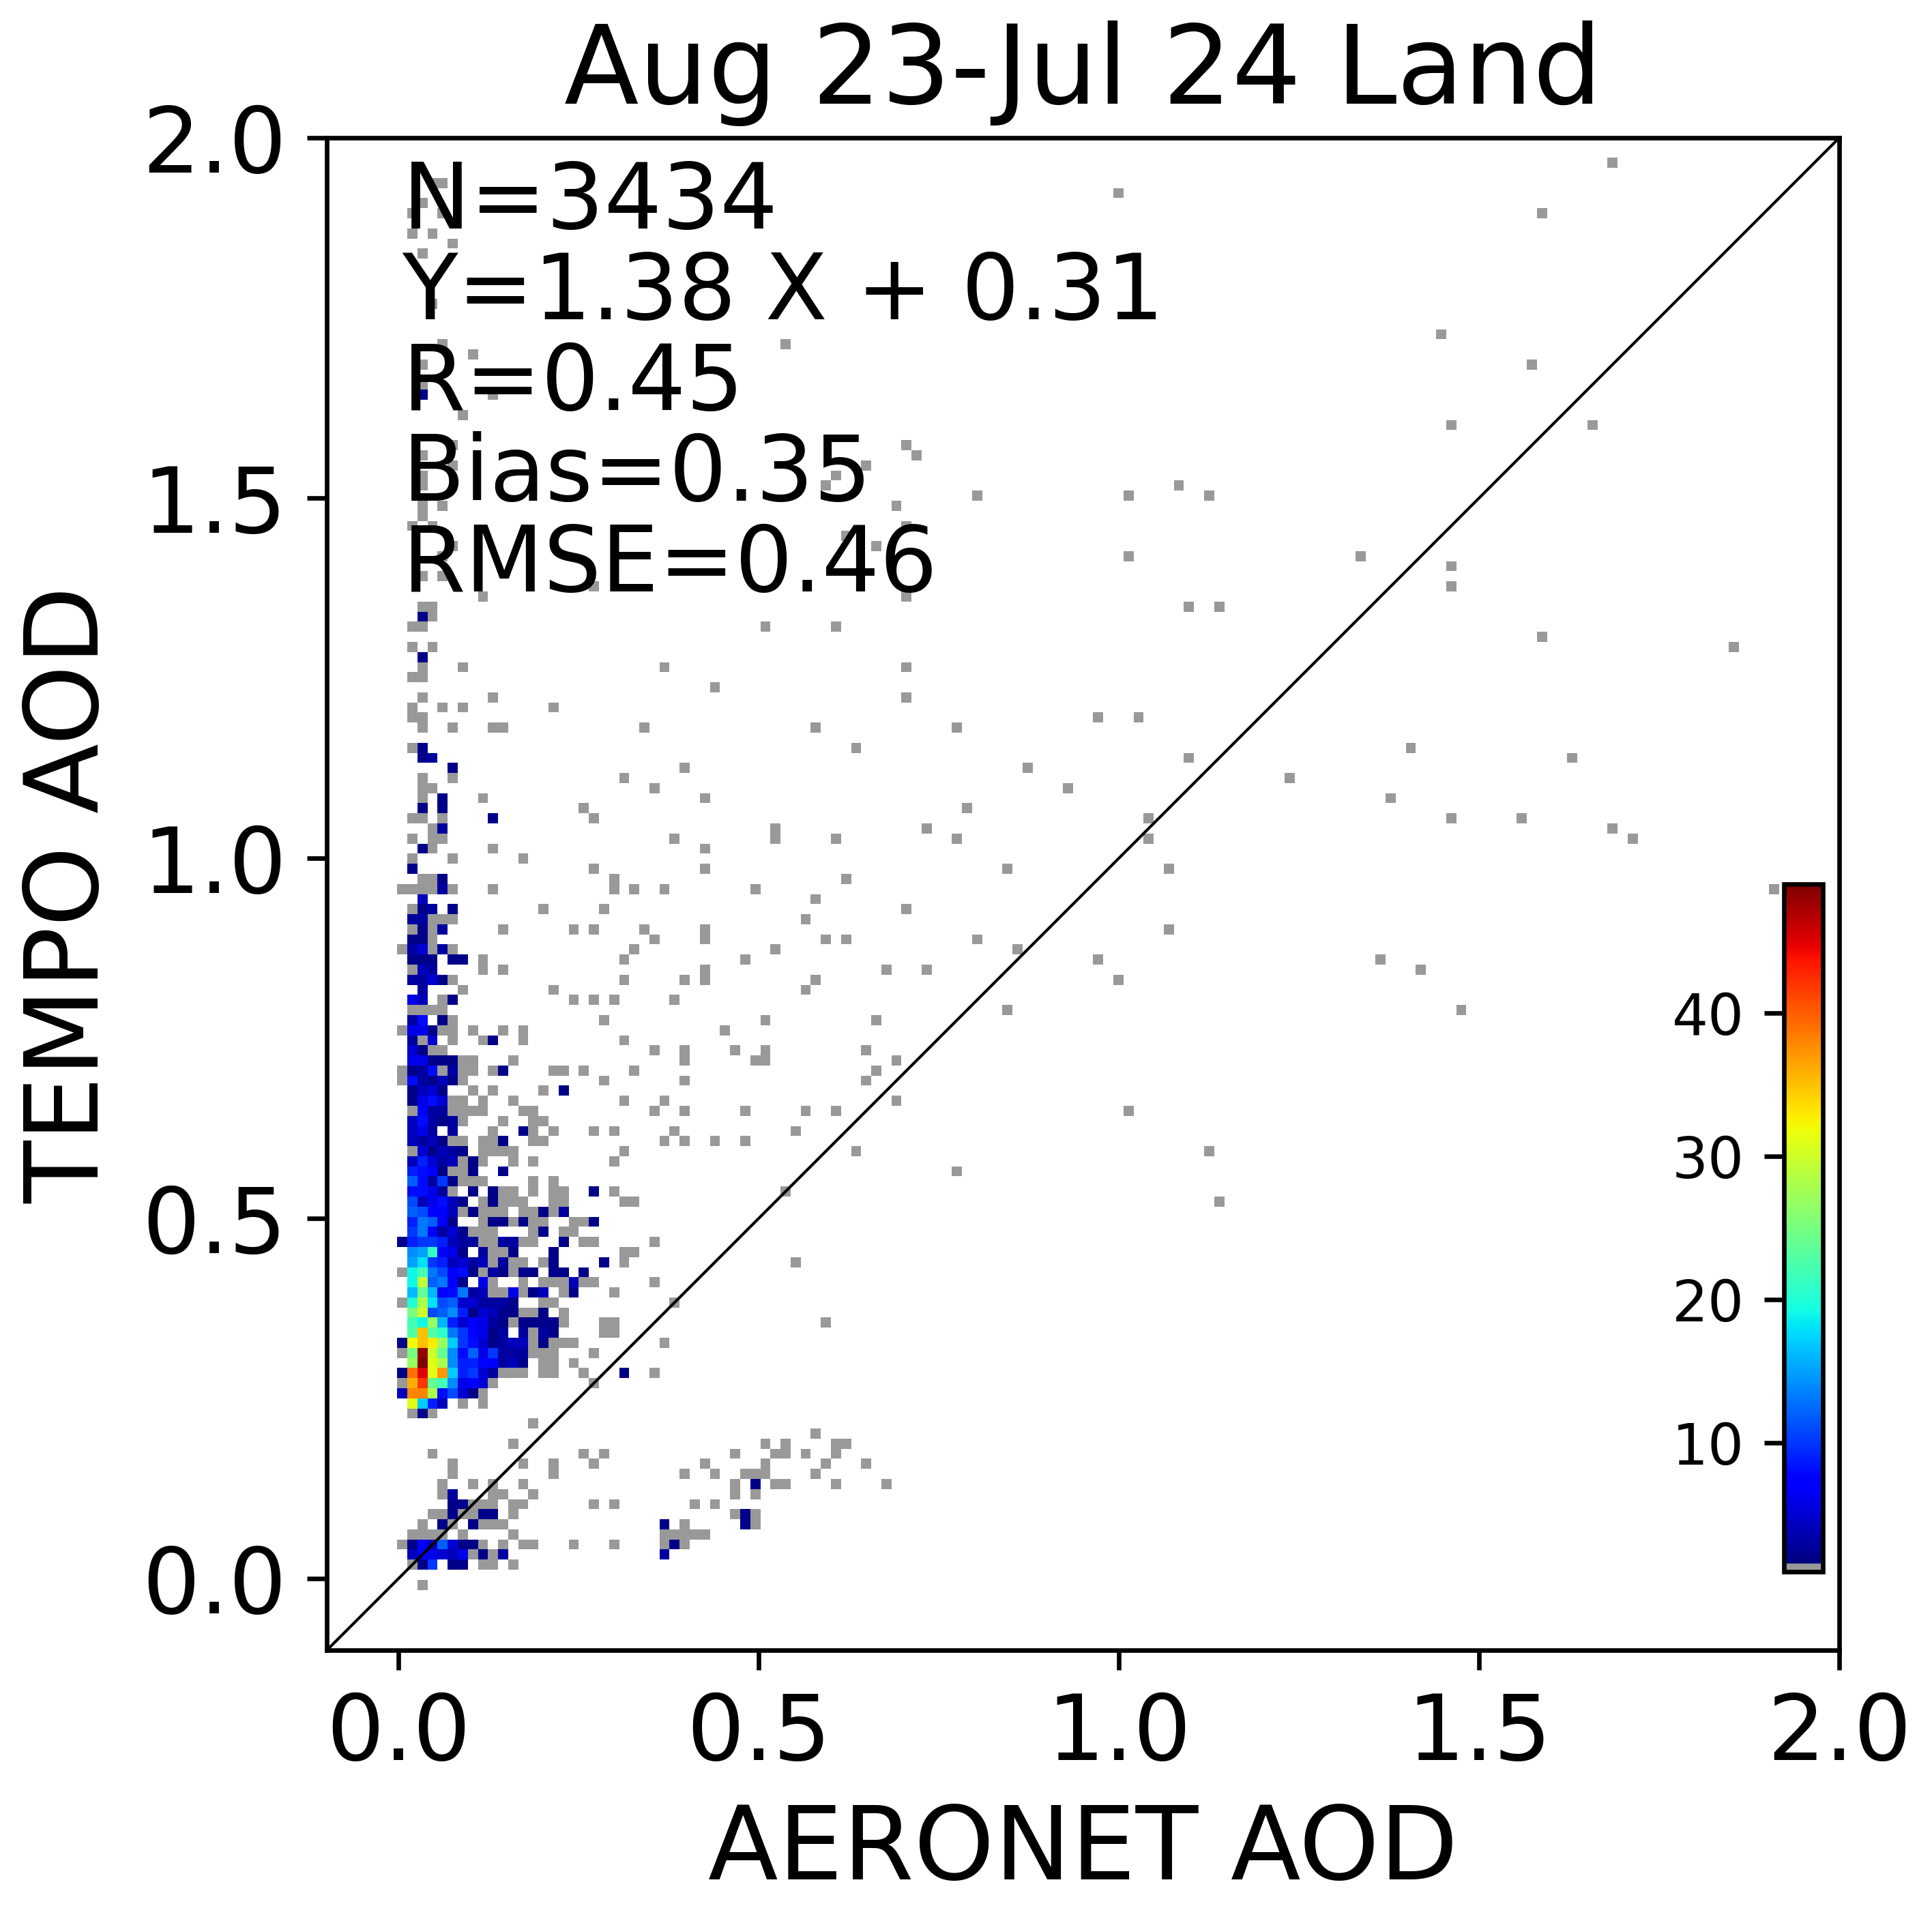 Aug 23-Jul 24 Land
N=3434
Y=1.38 X + 0.31
R=0.45
Bias=0.35
RMSE=0.46
TEMPO AOD
2.0
1.5
1.0
0.5
0.0
40
30
20
10
0.0 0.5 1.0 1.5 2.0
AERONET AOD